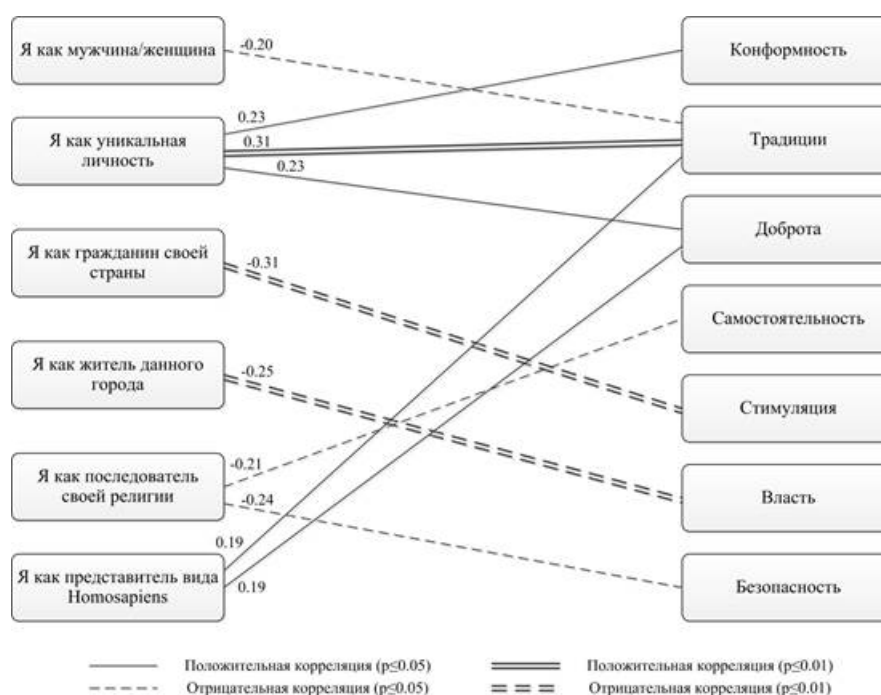 Я как мужчина/женщина
-0.20
Конформность
Я как уникальная
личность
0.23
0.31
0.23
Традиции
Доброта
Я как гражданин своей
страны
-0.31
Самостоятельность
Я как житель данного
города
-0.25
Стимуляция
Я как последователь
своей религии
-0.21
-0.24
Власть
Я как представитель вида
Homosapiens
0.19
0.19
Безопасность
Положительная корреляция (p≤0.05)
Положительная корреляция (p≤0.01)
Отрицательная корреляция (p≤0.05)
Отрицательная корреляция (p≤0.01)